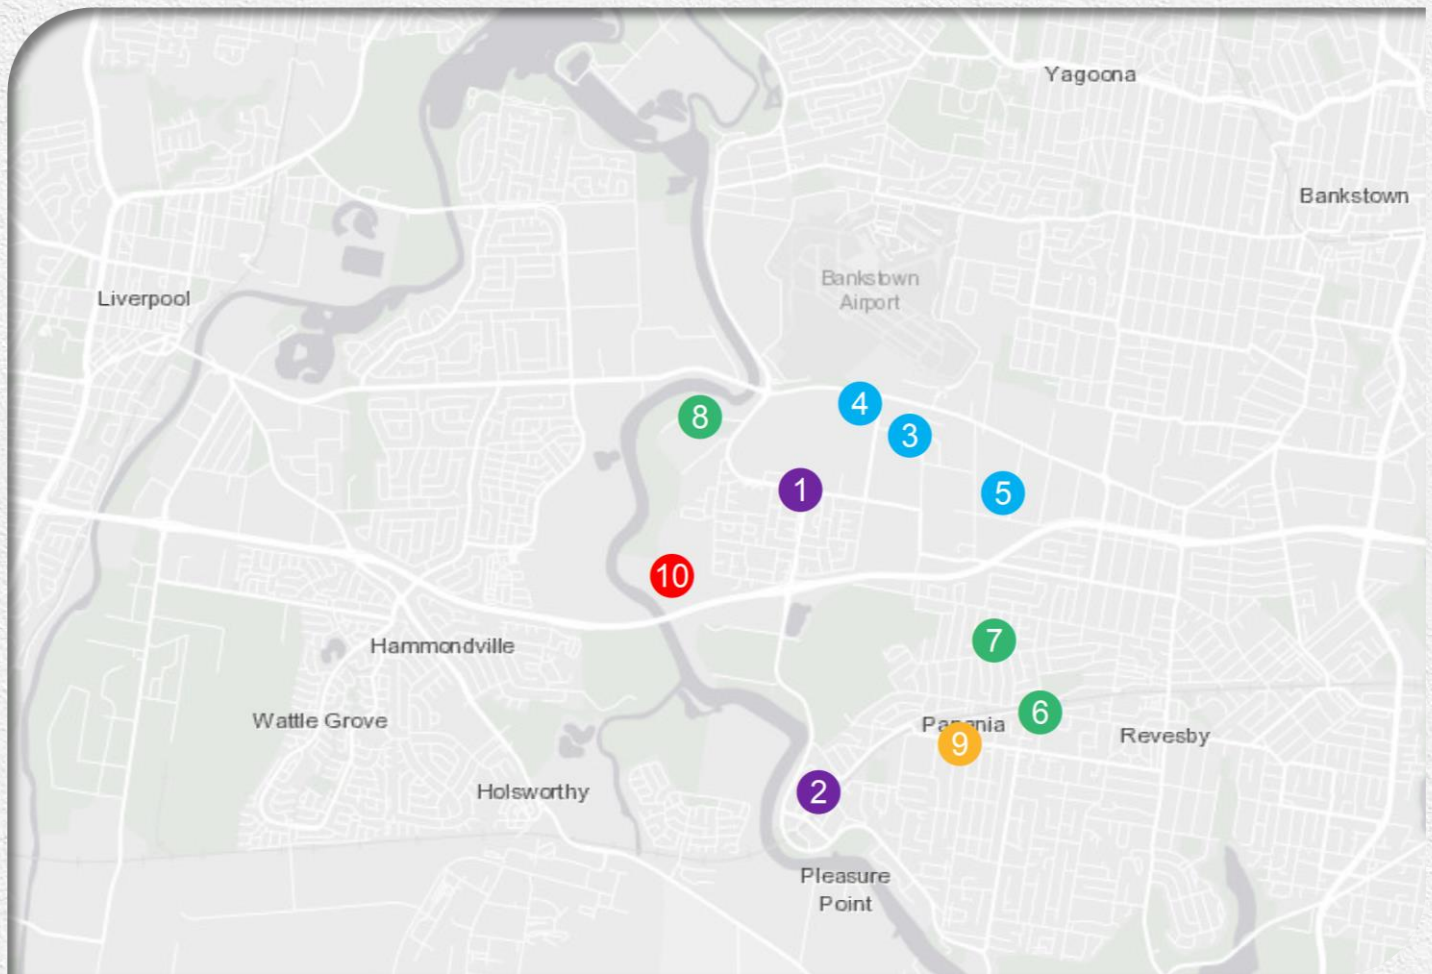 Yagoona
Bankstown
Bankstown
Airport
Liverpool
4
8
3
1
5
10
7
Hammondville
6
Wattle Grove
Panania
9
Revesby
2
Holsworthy
Pleasure
Point